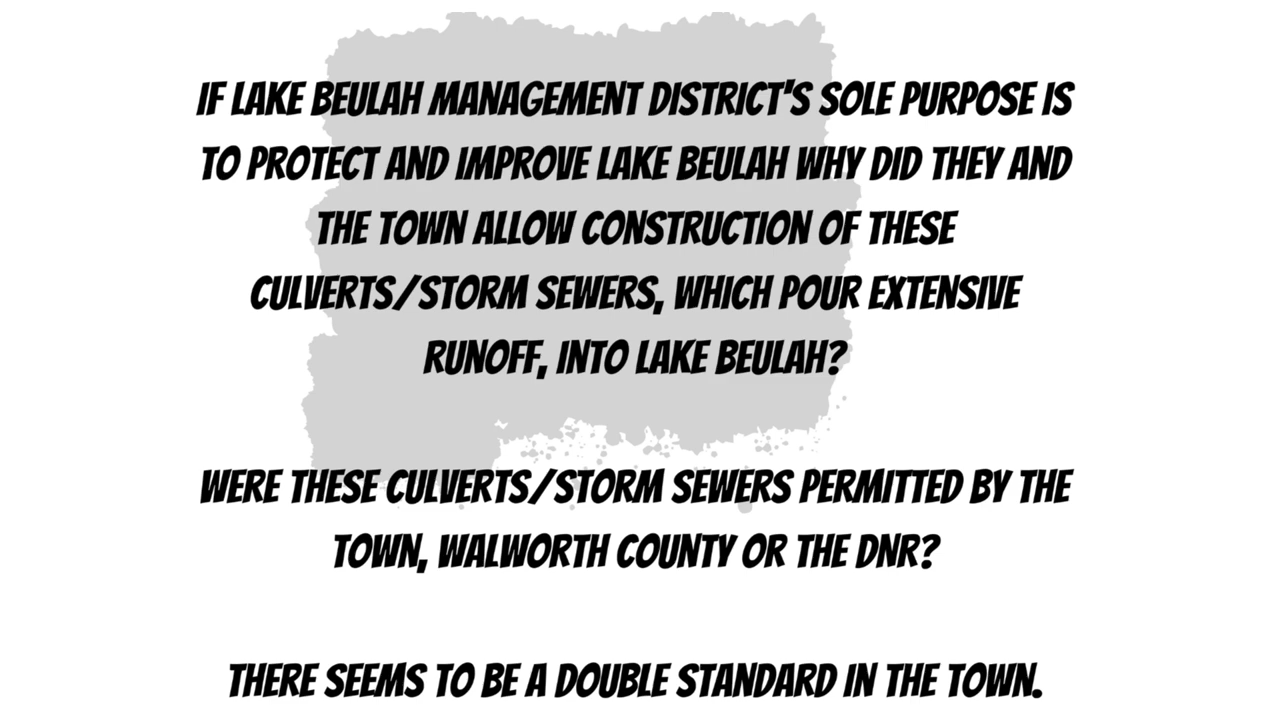 IF LAKE BEULAH MANAGEMENT DISTRICT'S SOLE PURPOSE IS
TO PROTECT AND IMPROVE LAKE BEULAH WHY DID THEY AND
THE TOWN ALLOW CONSTRUCTION OF THESE
CULVERTS/STORM SEWERS, WHICH POUR EXTENSIVE
RUNOFF, INTO LAKE BEULAH?
WERE THESE CULVERTS/STORM SEWERS PERMITTED BY THE
TOWN, WALWORTH COUNTY OR THE DNR?
THERE SEEMS TO BE A DOUBLE STANDARD IN THE TOWN.